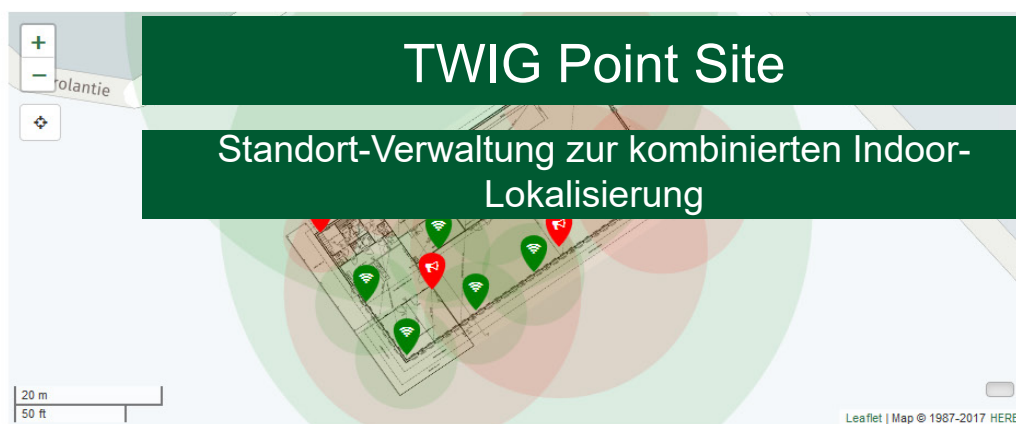 TWIG Point Site
Standort-Verwaltung zur kombinierten Indoor-
Lokalisierung
+
−
rolantie
20 m
50 ft
Leaflet | Map © 1987-2017 HERE